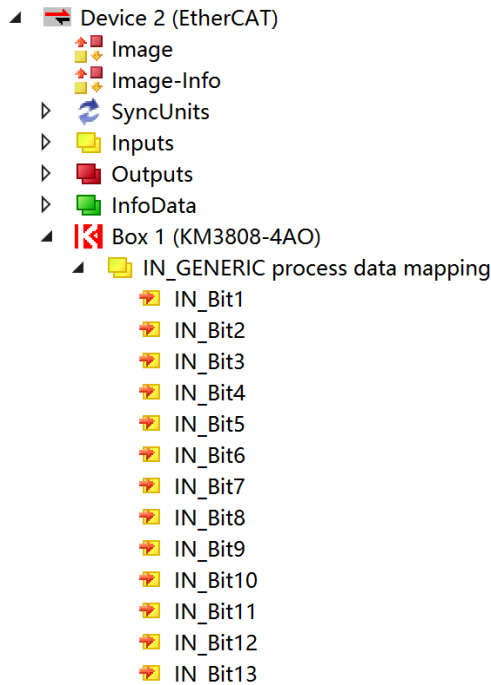 Device 2 (EtherCAT)
Image
Image-Info
SyncUnits
Inputs
Outputs
InfoData
Box 1 (KM3808-4AO)
IN_GENERIC process data mapping
IN_Bit1
IN_Bit2
IN_Bit3
IN_Bit4
IN_Bit5
IN_Bit6
IN_Bit7
IN_Bit8
IN_Bit9
IN_Bit10
IN_Bit11
IN_Bit12
IN_Bit13